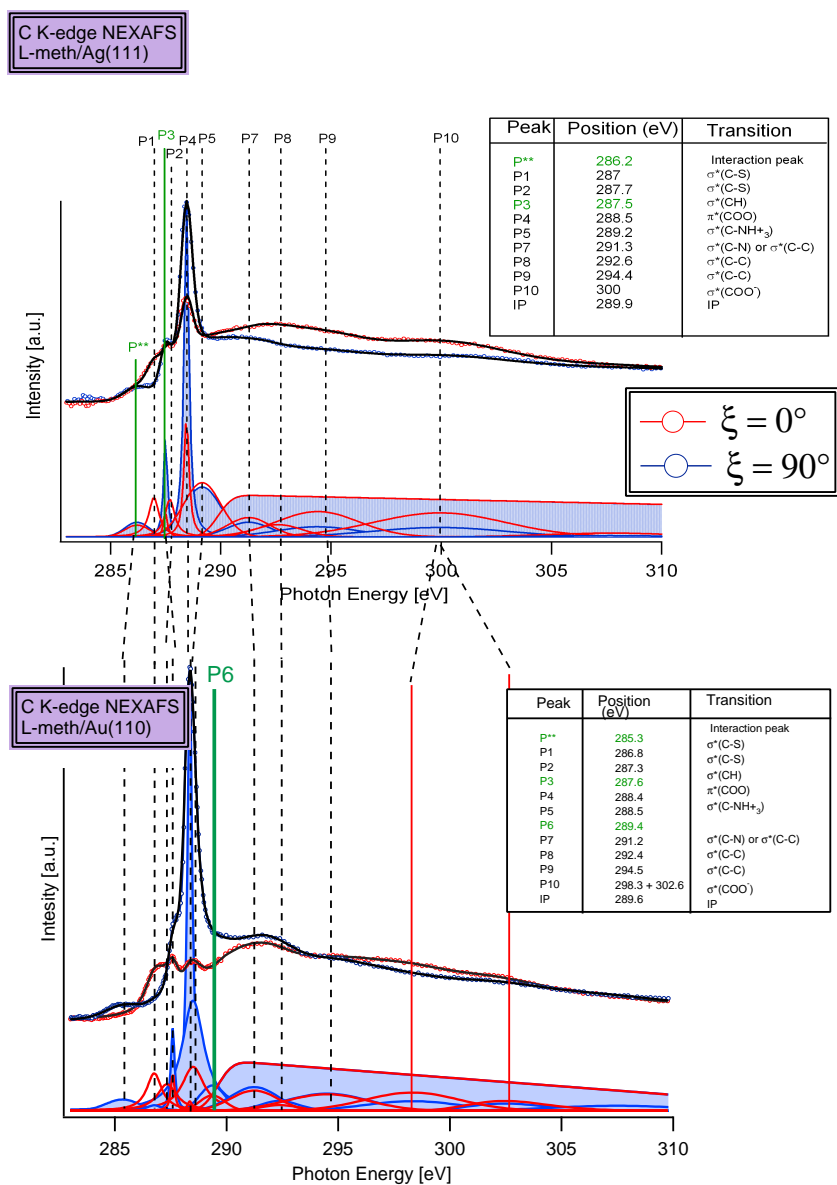 C K-edge NEXAFS
L-meth/Ag(111)
P1 P3 P2 P4 P5 P7 P8 P9 P10
P**
Peak Position (eV) Transition
P** 286.2 Interaction peak
P1 287 σ*(C-S)
P2 287.7 σ*(C-S)
P3 287.5 σ*(CH)
P4 288.5 π*(COO)
P5 289.2 σ*(C-NH+3)
P7 291.3 σ*(C-N) or σ*(C-C)
P8 292.6 σ*(C-C)
P9 294.4 σ*(C-C)
P10 300 σ*(COO-)
IP 289.9 IP
Intensity [a.u.]
ξ = 0°
ξ = 90°
285 290 295 300 305 310
Photon Energy [eV]
P6
C K-edge NEXAFS
L-meth/Au(110)
Peak Position (eV) Transition
P** 285.3 Interaction peak
P1 286.8 σ*(C-S)
P2 287.3 σ*(C-S)
P3 287.6 σ*(CH)
P4 288.4 π*(COO)
P5 288.5 σ*(C-NH+3)
P6 289.4
P7 291.2 σ*(C-N) or σ*(C-C)
P8 292.4 σ*(C-C)
P9 294.5 σ*(C-C)
P10 298.3 + 302.6 σ*(COO-)
IP 289.6 IP
Intesity [a.u.]
285 290 295 300 305 310
Photon Energy [eV]